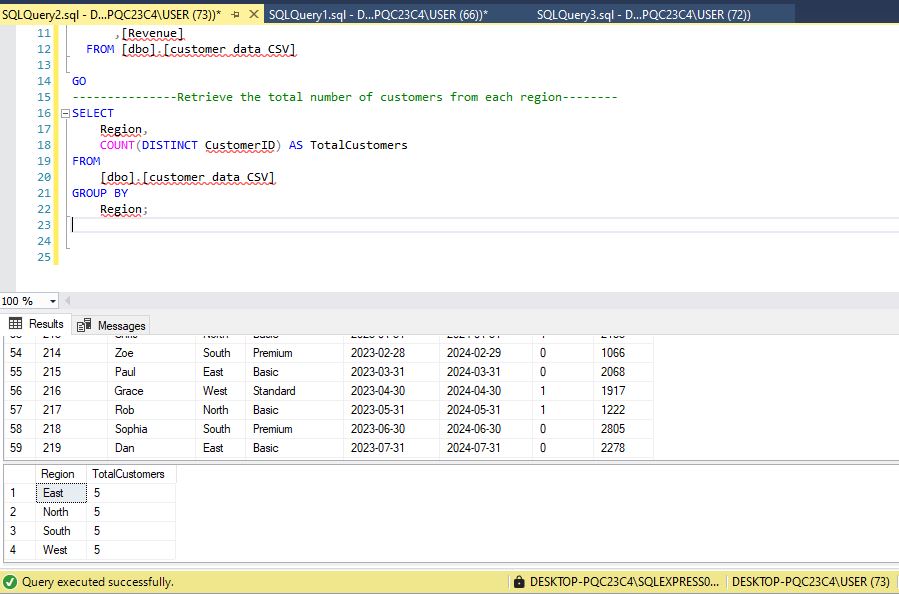 SQLQuery2.sql - D...PQC23C4\USER (73))* SQLQuery1.sql - D...PQC23C4\USER (66))* SQLQuery3.sql - D...PQC23C4\USER (72))
11 ,[Revenue]
12 FROM [dbo].[customer data CSV]
13
14 GO
15 ---------------Retrieve the total number of customers from each region--------
16 SELECT
17 Region,
18 COUNT(DISTINCT CustomerID) AS TotalCustomers
19 FROM
20 [dbo].[customer data CSV]
21 GROUP BY
22 Region;
23
24
25
100 %
Results Messages
54 214 Zoe South Premium 2023-02-28 2024-02-29 0 1066
55 215 Paul East Basic 2023-03-31 2024-03-31 0 2068
56 216 Grace West Standard 2023-04-30 2024-04-30 1 1917
57 217 Rob North Basic 2023-05-31 2024-05-31 1 1222
58 218 Sophia South Premium 2023-06-30 2024-06-30 0 2805
59 219 Dan East Basic 2023-07-31 2024-07-31 0 2278
Region TotalCustomers
1 East 5
2 North 5
3 South 5
4 West 5
Query executed successfully. DESKTOP-PQC23C4\SQLEXPRESS0... DESKTOP-PQC23C4\USER (73)